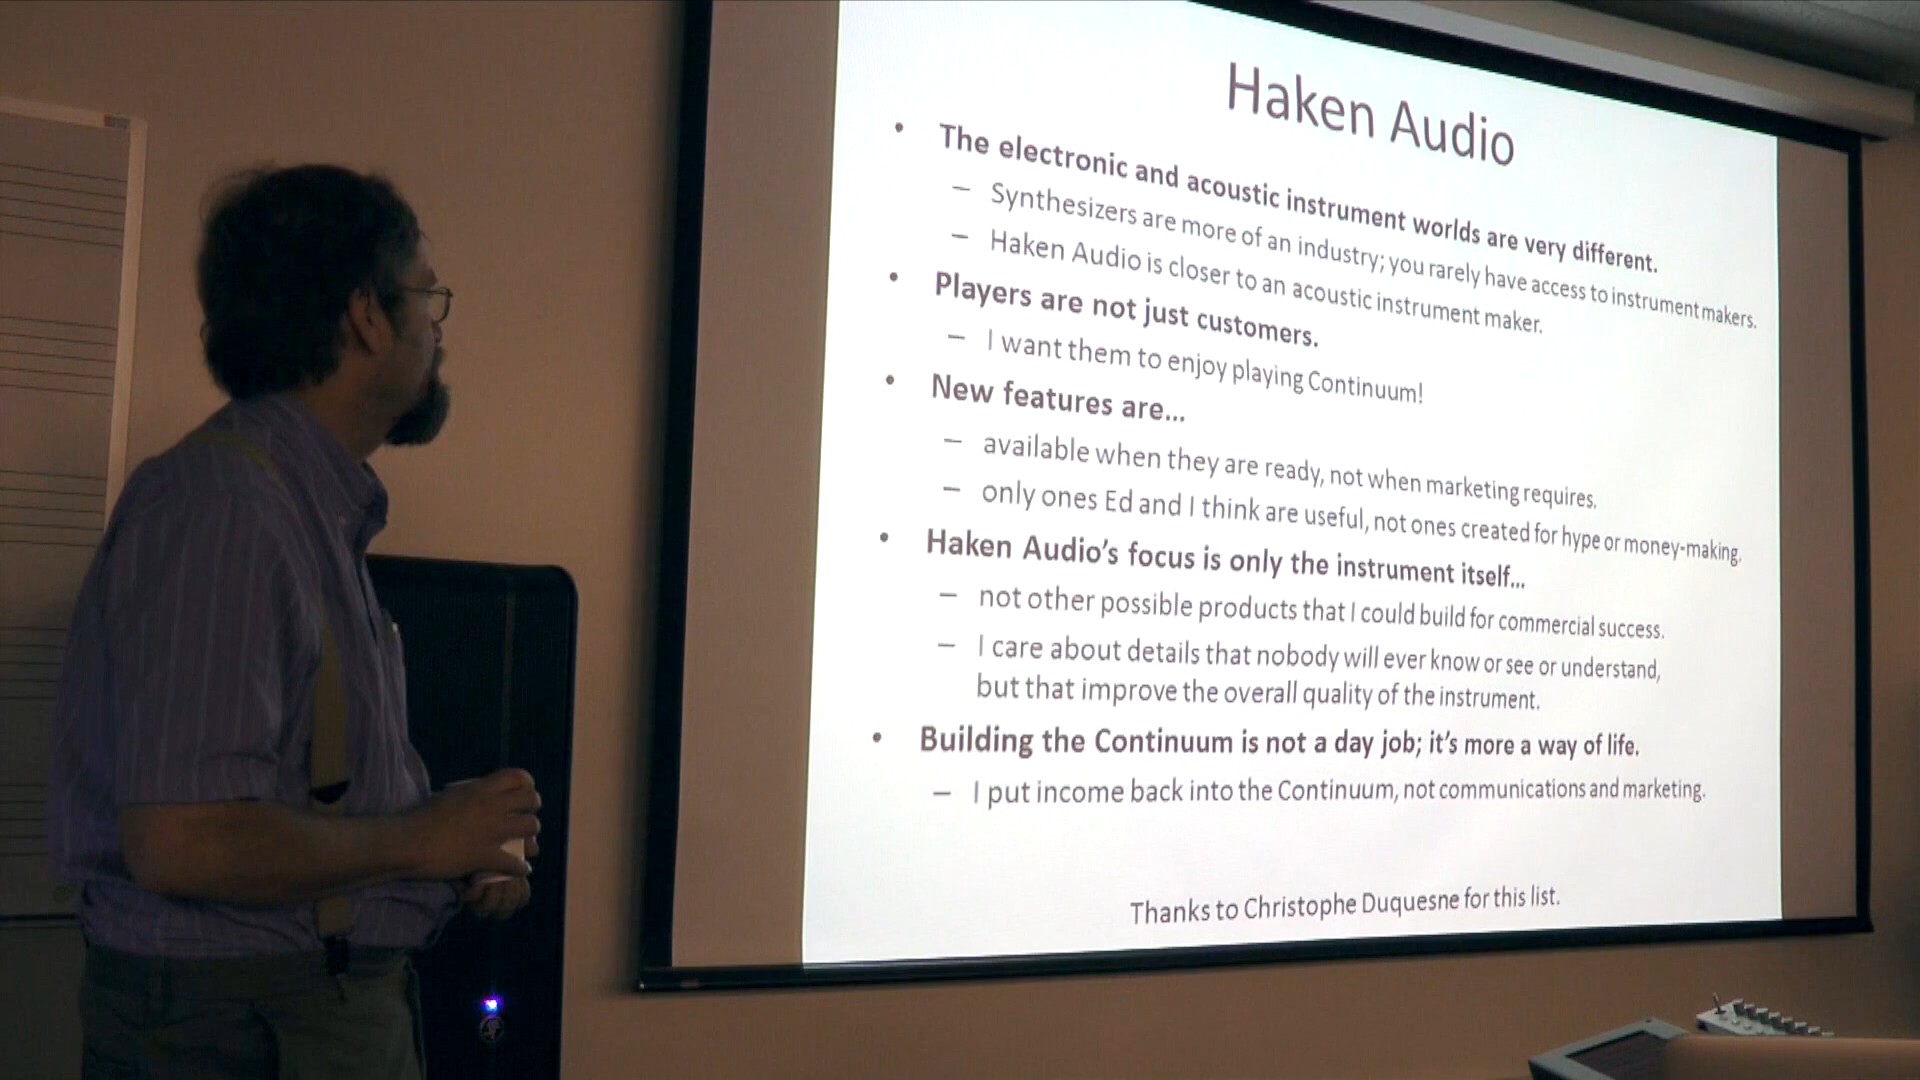 Haken Audio
• The electronic and acoustic instrument worlds are very different.
– Synthesizers are more of an industry; you rarely have access to instrument makers.
– Haken Audio is closer to an acoustic instrument maker.
• Players are not just customers.
– I want them to enjoy playing Continuum!
• New features are...
– available when they are ready, not when marketing requires.
– only ones Ed and I think are useful, not ones created for hype or money-making.
• Haken Audio's focus is only the instrument itself...
– not other possible products that I could build for commercial success.
– I care about details that nobody will ever know or see or understand,
but that improve the overall quality of the instrument.
• Building the Continuum is not a day job; it's more a way of life.
– I put income back into the Continuum, not communications and marketing.
Thanks to Christophe Duquesne for this list.